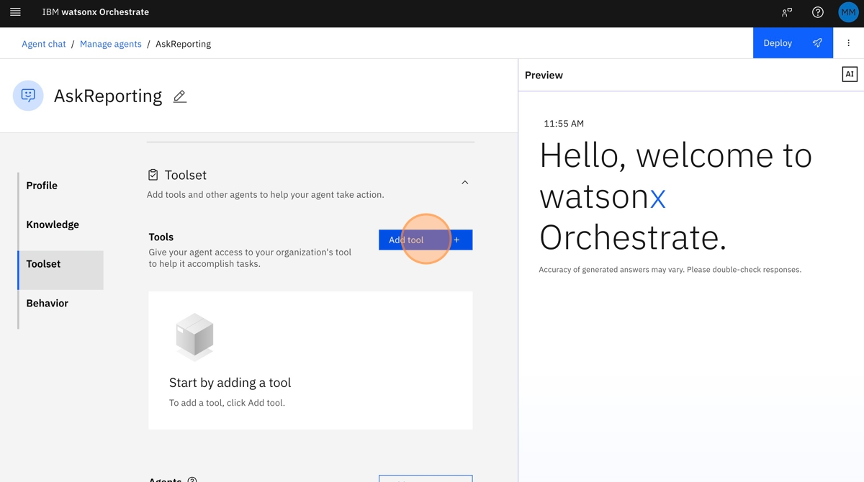 IBM watsonx Orchestrate
MM
Agent chat / Manage agents / AskReporting
Deploy
AskReporting
Profile
Knowledge
Toolset
Behavior
Toolset
Add tools and other agents to help your agent take action.
Tools
Give your agent access to your organization's tool
to help it accomplish tasks.
Add tool +
Start by adding a tool
To add a tool, click Add tool.
Agents
Preview
AI
11:55 AM
Hello, welcome to
watsonx
Orchestrate.
Accuracy of generated answers may vary. Please double-check responses.